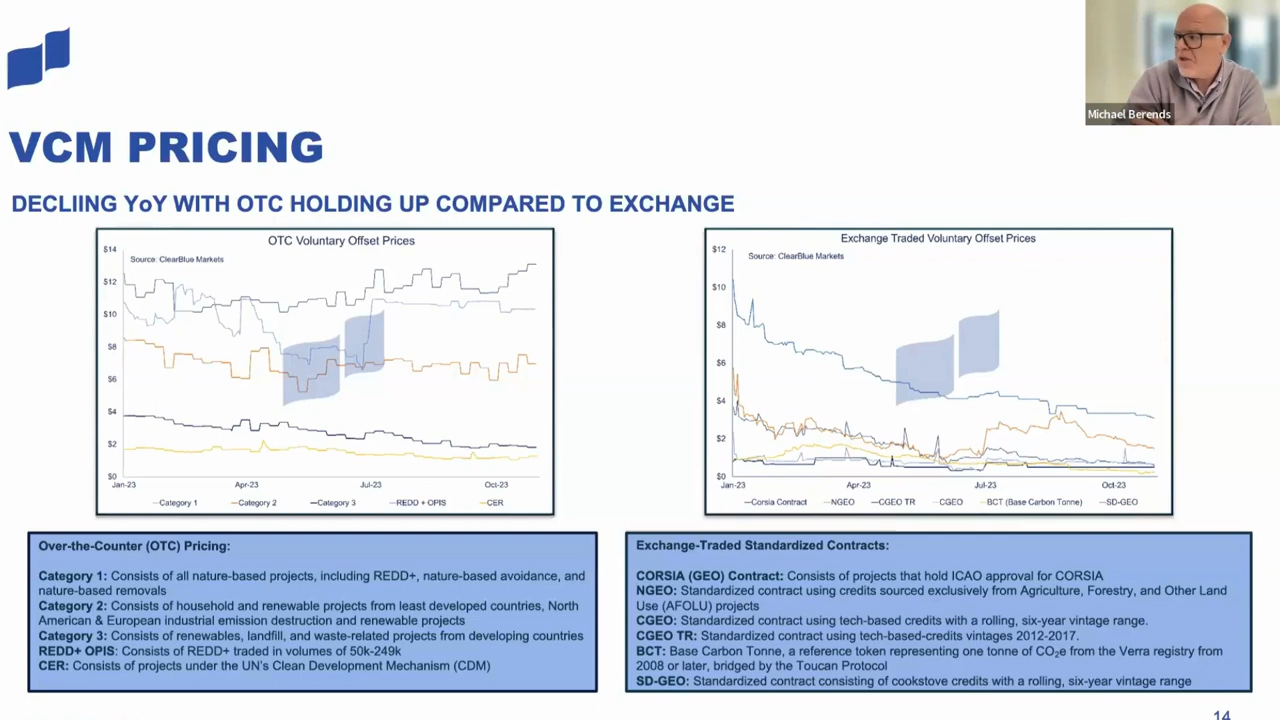 Michael Berends
VCM PRICING
DECLIING YoY WITH OTC HOLDING UP COMPARED TO EXCHANGE
OTC Voluntary Offset Prices
Source: ClearBlue Markets
$14
$12
$10
$8
$6
$4
$2
$0
Jan-23 Apr-23 Jul-23 Oct-23
Category 1 Category 2 Category 3 REDD + OPIS CER
Exchange Traded Voluntary Offset Prices
Source: ClearBlue Markets
$12
$10
$8
$6
$4
$2
$0
Jan-23 Apr-23 Jul-23 Oct-23
Corsia Contract NGEO CGEO TR CGEO BCT (Base Carbon Tonne) SD-GEO
Over-the-Counter (OTC) Pricing:
Category 1: Consists of all nature-based projects, including REDD+, nature-based avoidance, and
nature-based removals
Category 2: Consists of household and renewable projects from least developed countries, North
American & European industrial emission destruction and renewable projects
Category 3: Consists of renewables, landfill, and waste-related projects from developing countries
REDD+ OPIS: Consists of REDD+ traded in volumes of 50k-249k
CER: Consists of projects under the UN's Clean Development Mechanism (CDM)
Exchange-Traded Standardized Contracts:
CORSIA (GEO) Contract: Consists of projects that hold ICAO approval for CORSIA
NGEO: Standardized contract using credits sourced exclusively from Agriculture, Forestry, and Other Land
Use (AFOLU) projects
CGEO: Standardized contract using tech-based credits with a rolling, six-year vintage range.
CGEO TR: Standardized contract using tech-based-credits vintages 2012-2017.
BCT: Base Carbon Tonne, a reference token representing one tonne of CO₂e from the Verra registry from
2008 or later, bridged by the Toucan Protocol
SD-GEO: Standardized contract consisting of cookstove credits with a rolling, six-year vintage range
14